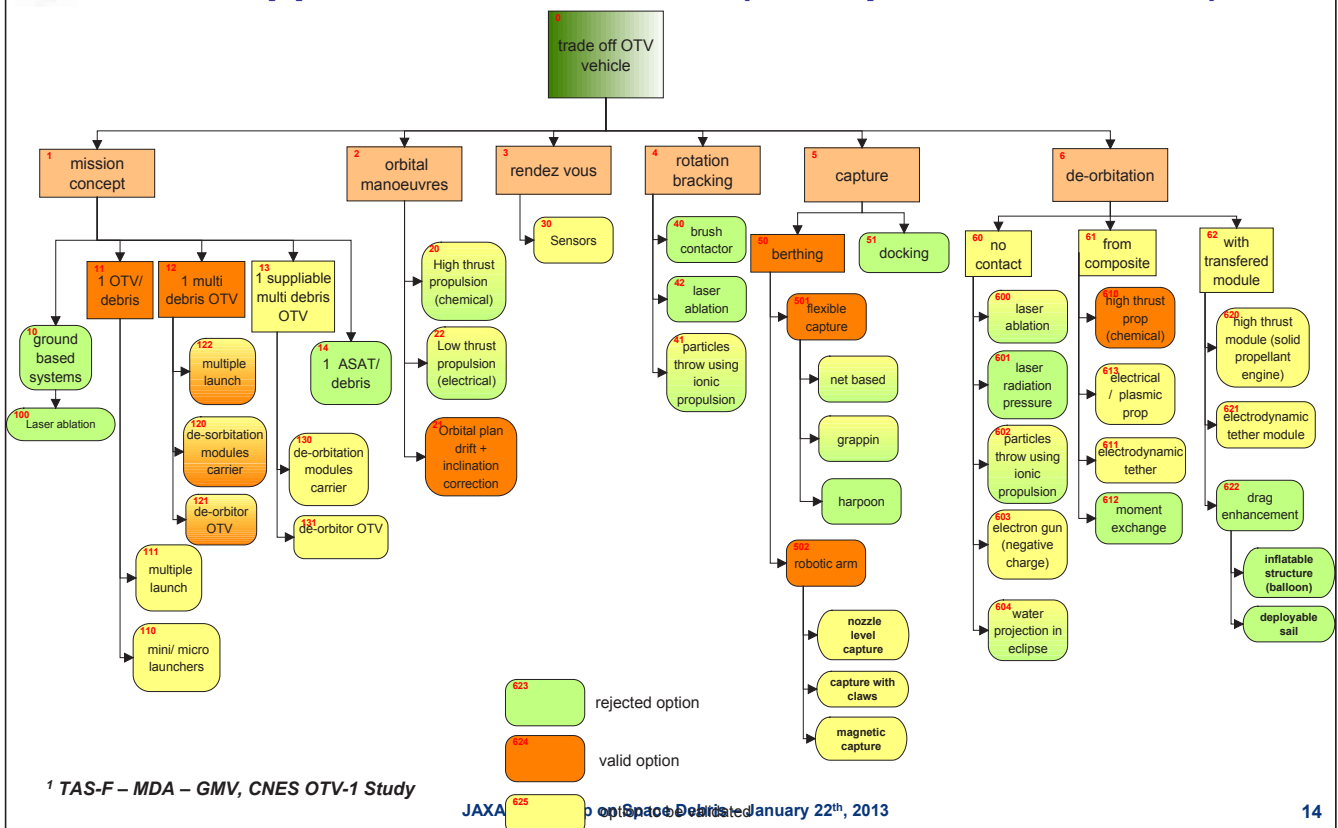 0
trade off OTV
vehicle
1
mission
concept
2
orbital
manoeuvres
3
rendez vous
4
rotation
bracking
5
capture
6
de-orbitation
10
ground
based
systems
100
Laser ablation
11
1 OTV/
debris
12
1 multi
debris OTV
13
1 suppliable
multi debris
OTV
14
1 ASAT/
debris
122
multiple
launch
120
de-sorbitation
modules
carrier
121
de-orbitor
OTV
111
multiple
launch
110
mini/ micro
launchers
130
de-orbitation
modules
carrier
131
de-orbitor OTV
20
High thrust
propulsion
(chemical)
22
Low thrust
propulsion
(electrical)
21
Orbital plan
drift +
inclination
correction
30
Sensors
40
brush
contactor
42
laser
ablation
41
particles
throw using
ionic
propulsion
50
berthing
51
docking
501
flexible
capture
net based
grappin
harpoon
502
robotic arm
nozzle
level
capture
capture with
claws
magnetic
capture
60
no
contact
600
laser
ablation
601
laser
radiation
pressure
602
particles
throw using
ionic
propulsion
603
electron gun
(negative
charge)
604
water
projection in
eclipse
61
from
composite
610
high thrust
prop
(chemical)
613
electrical
/ plasmic
prop
611
electrodynamic
tether
612
moment
exchange
62
with
transfered
module
620
high thrust
module (solid
propellant
engine)
621
electrodynamic
tether module
622
drag
enhancement
inflatable
structure
(balloon)
deployable
sail
623
rejected option
624
valid option
625
option to be validated
1 TAS-F – MDA – GMV, CNES OTV-1 Study
JAXA on Space Debris – January 22th, 2013
14